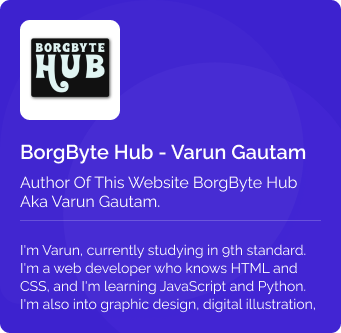 BORGBYTE
HUB
BorgByte Hub - Varun Gautam
Author Of This Website BorgByte Hub
Aka Varun Gautam.
I'm Varun, currently studying in 9th standard.
I'm a web developer who knows HTML and
CSS, and I'm learning JavaScript and Python.
I'm also into graphic design, digital illustration,